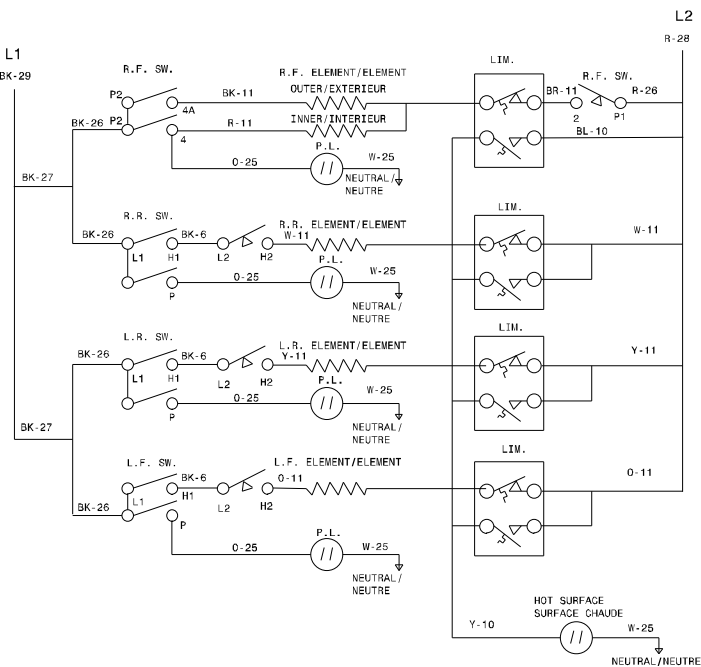 L2
R-28
L1
BK-29
R.F. SW.
R.F. ELEMENT/ELEMENT
OUTER/EXTERIEUR
LIM.
R.F. SW.
P2
BK-11
4A
BR-11
R-26
2
P1
BK-26
P2
R-11
INNER/INTERIEUR
4
P.L.
BL-10
O-25
W-25
NEUTRAL/
NEUTRE
BK-27
R.R. SW.
R.R. ELEMENT/ELEMENT
LIM.
BK-26
BK-6
W-11
W-11
L1
H1
L2
H2
P.L.
O-25
W-25
P
NEUTRAL/
NEUTRE
L.R. SW.
L.R. ELEMENT/ELEMENT
LIM.
BK-26
BK-6
Y-11
Y-11
L1
H1
L2
H2
P.L.
O-25
W-25
P
NEUTRAL/
NEUTRE
BK-27
L.F. SW.
L.F. ELEMENT/ELEMENT
LIM.
BK-6
O-11
O-11
L1
H1
L2
H2
BK-26
P
P.L.
O-25
W-25
NEUTRAL/
NEUTRE
HOT SURFACE
SURFACE CHAUDE
Y-10
W-25
NEUTRAL/NEUTRE